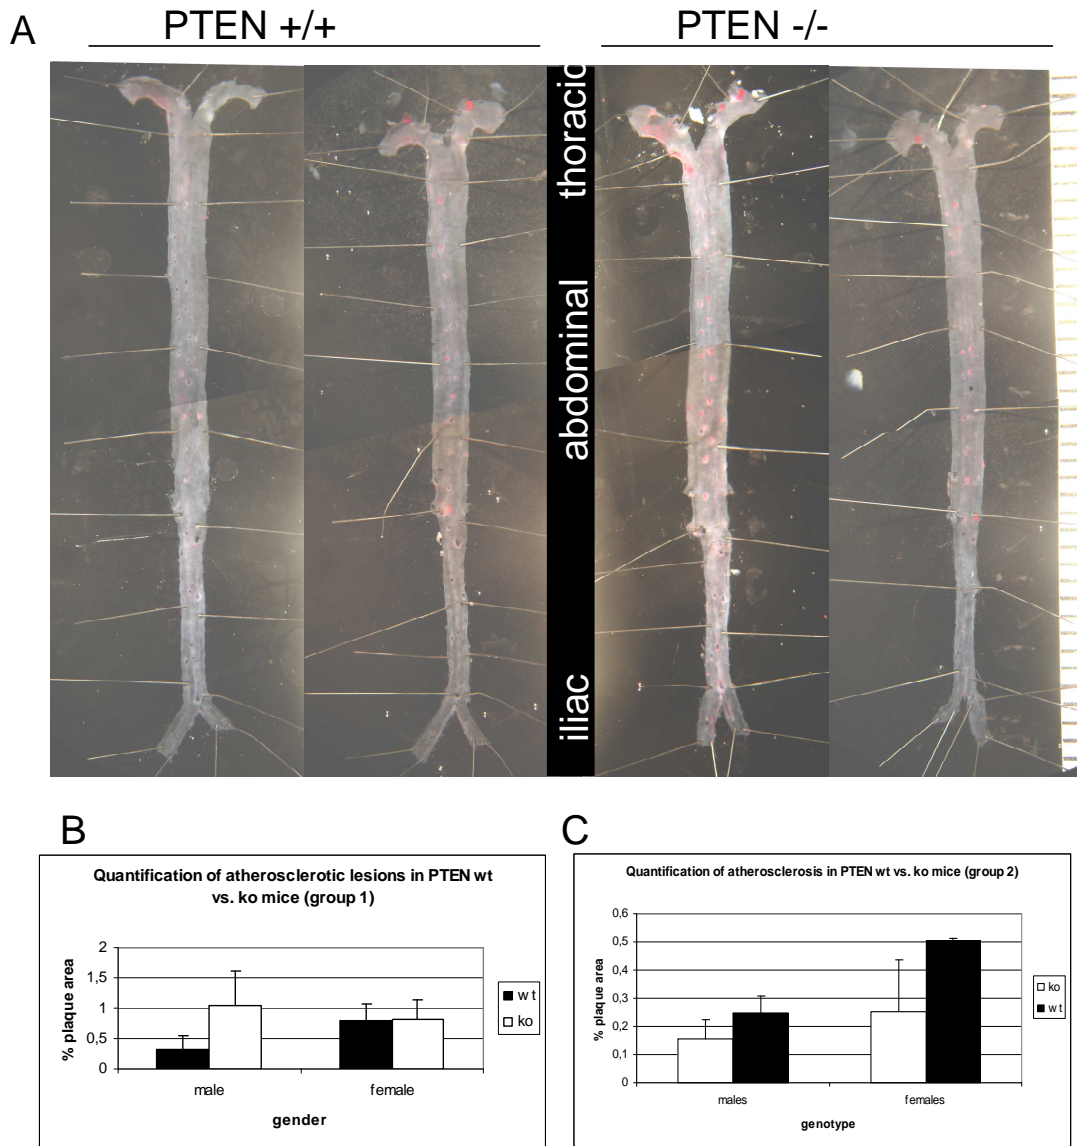 A
PTEN +/+
PTEN -/-
thoracic
abdominal
iliac
B
Quantification of atherosclerotic lesions in PTEN wt
vs. ko mice (group 1)
% plaque area
2
1,5
1
0,5
0
male
female
gender
wt
ko
C
Quantification of atherosclerosis in PTEN wt vs. ko mice (group 2)
% plaque area
0,6
0,5
0,4
0,3
0,2
0,1
0
males
females
genotype
ko
wt